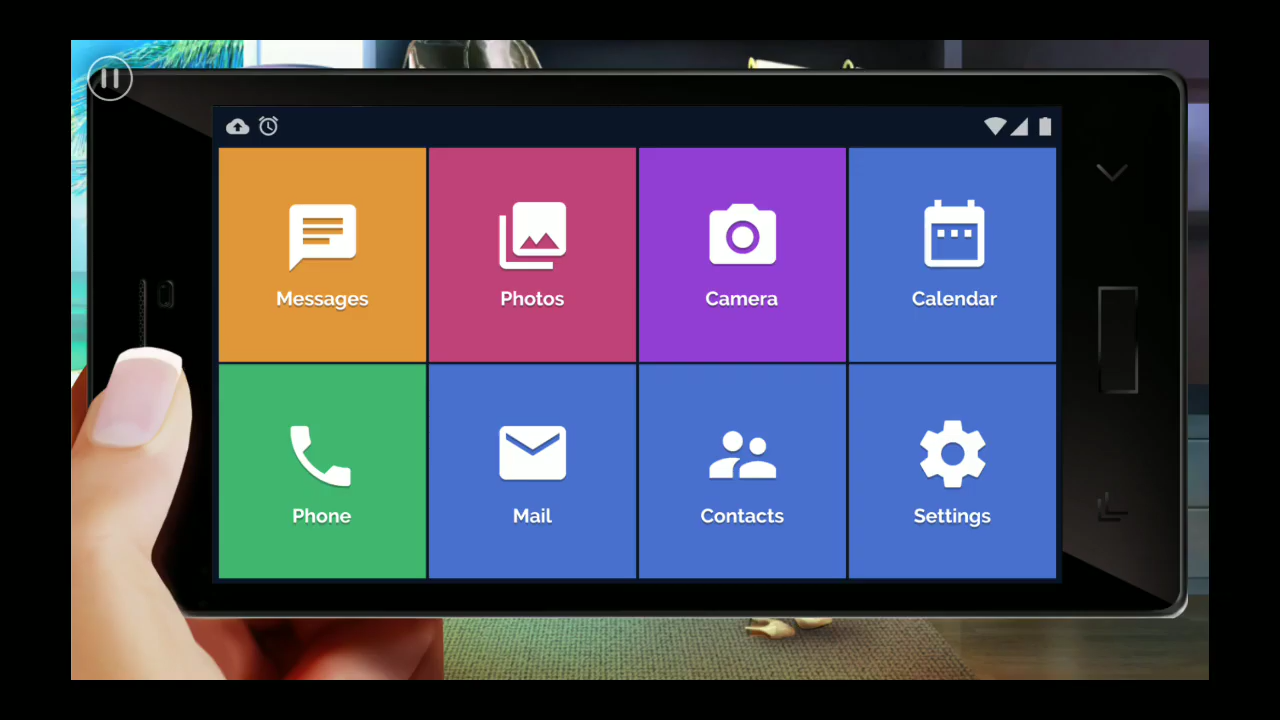 Messages
Photos
Camera
Calendar
Phone
Mail
Contacts
Settings